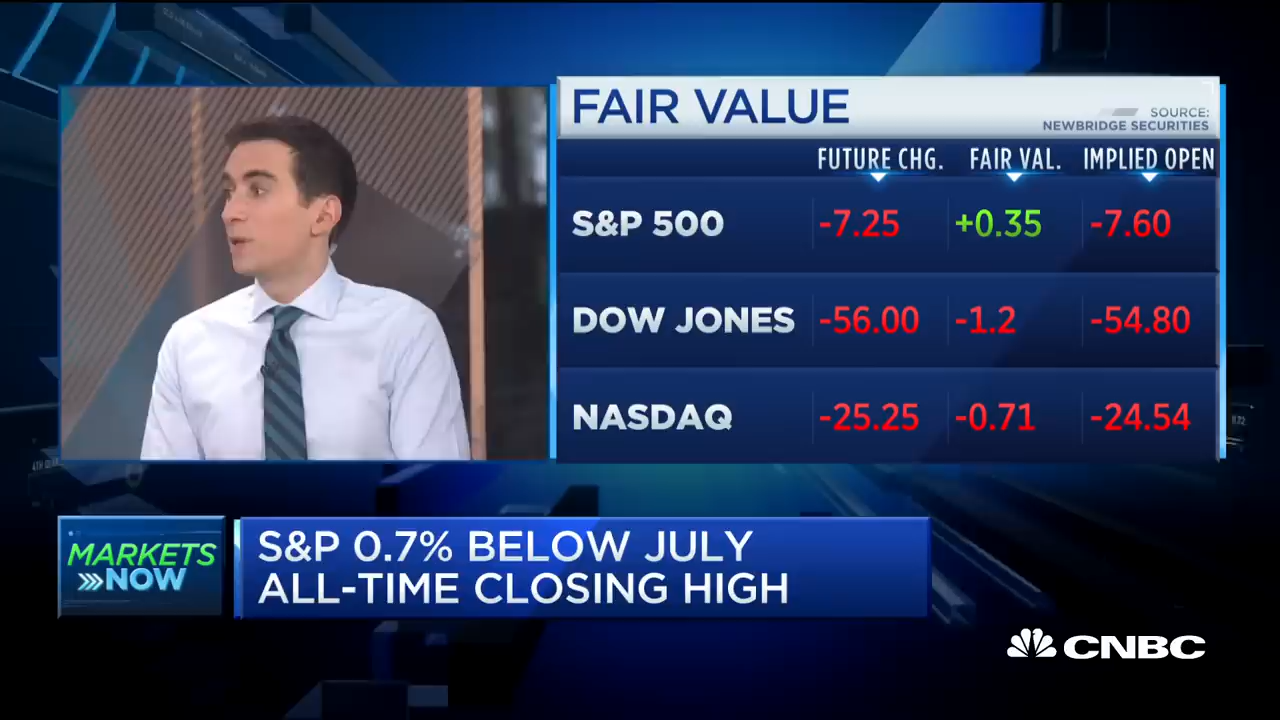 FAIR VALUE
SOURCE:
NEWBRIDGE SECURITIES
FUTURE CHG. FAIR VAL. IMPLIED OPEN
S&P 500 -7.25 +0.35 -7.60
DOW JONES -56.00 -1.2 -54.80
NASDAQ -25.25 -0.71 -24.54
MARKETS
NOW
S&P 0.7% BELOW JULY
ALL-TIME CLOSING HIGH
CNBC